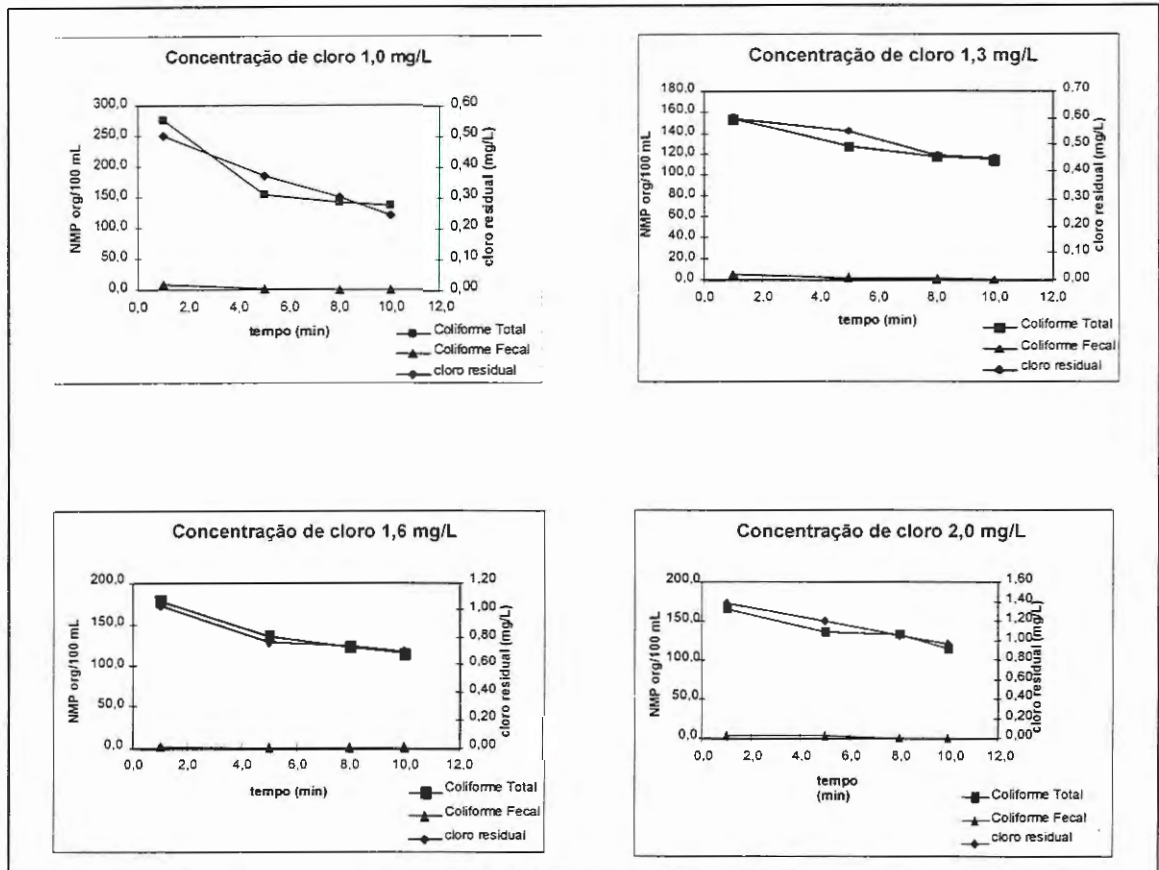 Concentração de cloro 1,0 mg/L
NMP org/100 mL
300,0
250,0
200,0
150,0
100,0
50,0
0,0
0,60
0,50
0,40
0,30
0,20
0,10
0,00
cloro residual (mg/L)
0,0 2,0 4,0 6,0 8,0 10,0 12,0
tempo (min)
Coliforme Total
Coliforme Fecal
cloro residual
Concentração de cloro 1,3 mg/L
NMP org/100 mL
180,0
160,0
140,0
120,0
100,0
80,0
60,0
40,0
20,0
0,0
0,70
0,60
0,50
0,40
0,30
0,20
0,10
0,00
cloro residual (mg/L)
0,0 2,0 4,0 6,0 8,0 10,0 12,0
tempo (min)
Coliforme Total
Coliforme Fecal
cloro residual
Concentração de cloro 1,6 mg/L
NMP org/100 mL
200,0
150,0
100,0
50,0
0,0
1,20
1,00
0,80
0,60
0,40
0,20
0,00
cloro residual (mg/L)
0,0 2,0 4,0 6,0 8,0 10,0 12,0
tempo (min)
Coliforme Total
Coliforme Fecal
cloro residual
Concentração de cloro 2,0 mg/L
NMP org/100 mL
200,0
150,0
100,0
50,0
0,0
1,60
1,40
1,20
1,00
0,80
0,60
0,40
0,20
0,00
cloro residual (mg/L)
0,0 2,0 4,0 6,0 8,0 10,0 12,0
tempo
(min)
Coliforme Total
Coliforme Fecal
cloro residual